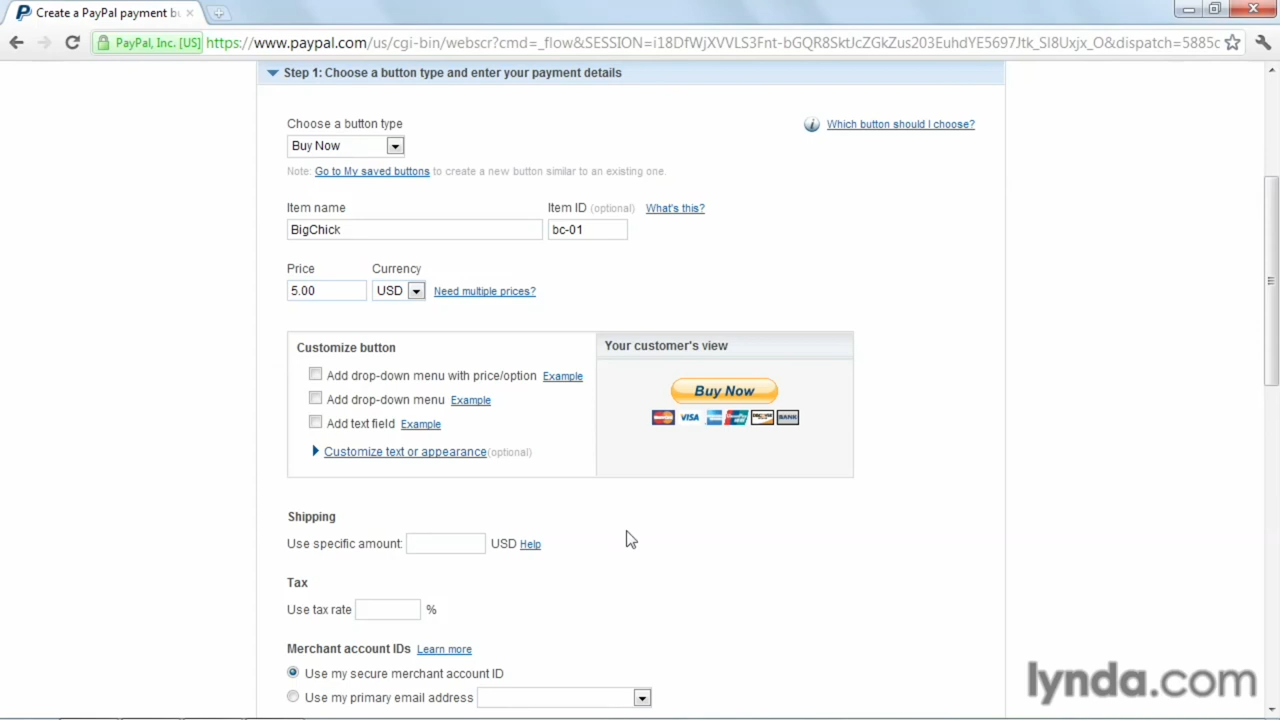 Create a PayPal payment bu
PayPal, Inc. [US] https://www.paypal.com/us/cgi-bin/webscr?cmd=_flow&SESSION=i18DfWjXVVLS3Fnt-bGQR8SktJcZGkZus203EuhdYE5697Jtk_Sl8Uxjx_O&dispatch=5885c
Step 1: Choose a button type and enter your payment details
Choose a button type
Which button should I choose?
Buy Now
Note: Go to My saved buttons to create a new button similar to an existing one.
Item name Item ID (optional) What's this?
BigChick bc-01
Price Currency
5.00 USD Need multiple prices?
Customize button
Your customer's view
Add drop-down menu with price/option Example
Add drop-down menu Example
Add text field Example
Customize text or appearance(optional)
Buy Now
VISA
BANK
Shipping
Use specific amount: USD Help
Tax
Use tax rate %
Merchant account IDs Learn more
Use my secure merchant account ID
Use my primary email address
lynda.com